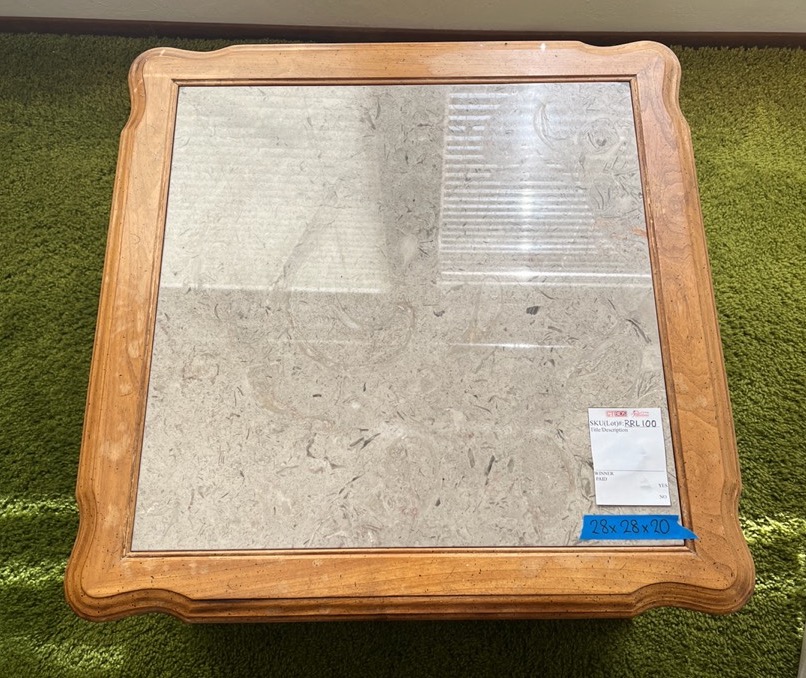 SKU(Lot)#: RRL100
Title/Description
WINNER
PAID
YES
NO
28x28x20